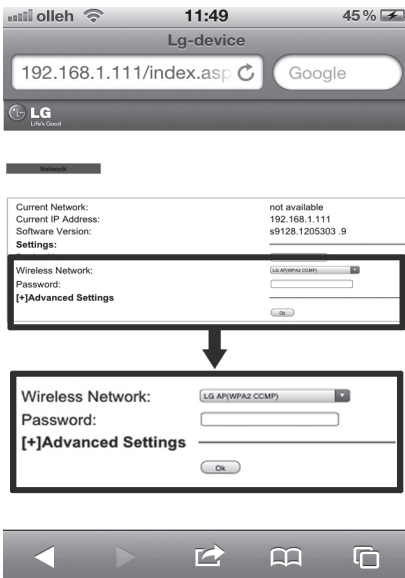 olleh 11:49 45 %
Lg-device
192.168.1.111/index.asp Google
LG
Life's Good
Network
Current Network: not available
Current IP Address: 192.168.1.111
Software Version: s9128.1205303 .9
Settings:
Wireless Network: LG AP(WPA2 CCMP)
Password:
[+]Advanced Settings
Ok
Wireless Network: LG AP(WPA2 CCMP)
Password:
[+]Advanced Settings
Ok